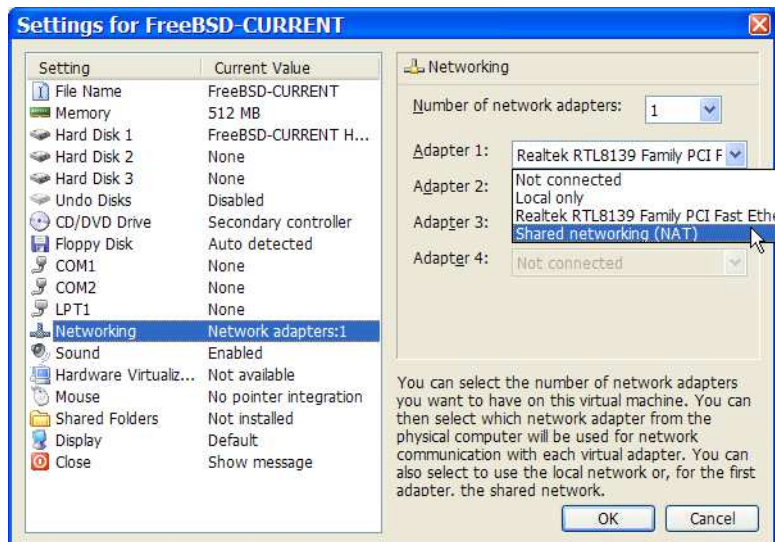 Settings for FreeBSD-CURRENT
Setting Current Value
File Name FreeBSD-CURRENT
Memory 512 MB
Hard Disk 1 FreeBSD-CURRENT H...
Hard Disk 2 None
Hard Disk 3 None
Undo Disks Disabled
CD/DVD Drive Secondary controller
Floppy Disk Auto detected
COM1 None
COM2 None
LPT1 None
Networking Network adapters:1
Sound Enabled
Hardware Virtualiz... Not available
Mouse No pointer integration
Shared Folders Not installed
Display Default
Close Show message
Networking
Number of network adapters: 1
Adapter 1: Realtek RTL8139 Family PCI F
Adapter 2:
Not connected
Local only
Adapter 3:
Realtek RTL8139 Family PCI Fast Ethe
Shared networking (NAT)
Adapter 4: Not connected
You can select the number of network adapters
you want to have on this virtual machine. You can
then select which network adapter from the
physical computer will be used for network
communication with each virtual adapter. You can
also select to use the local network or, for the first
adapter, the shared network.
OK Cancel